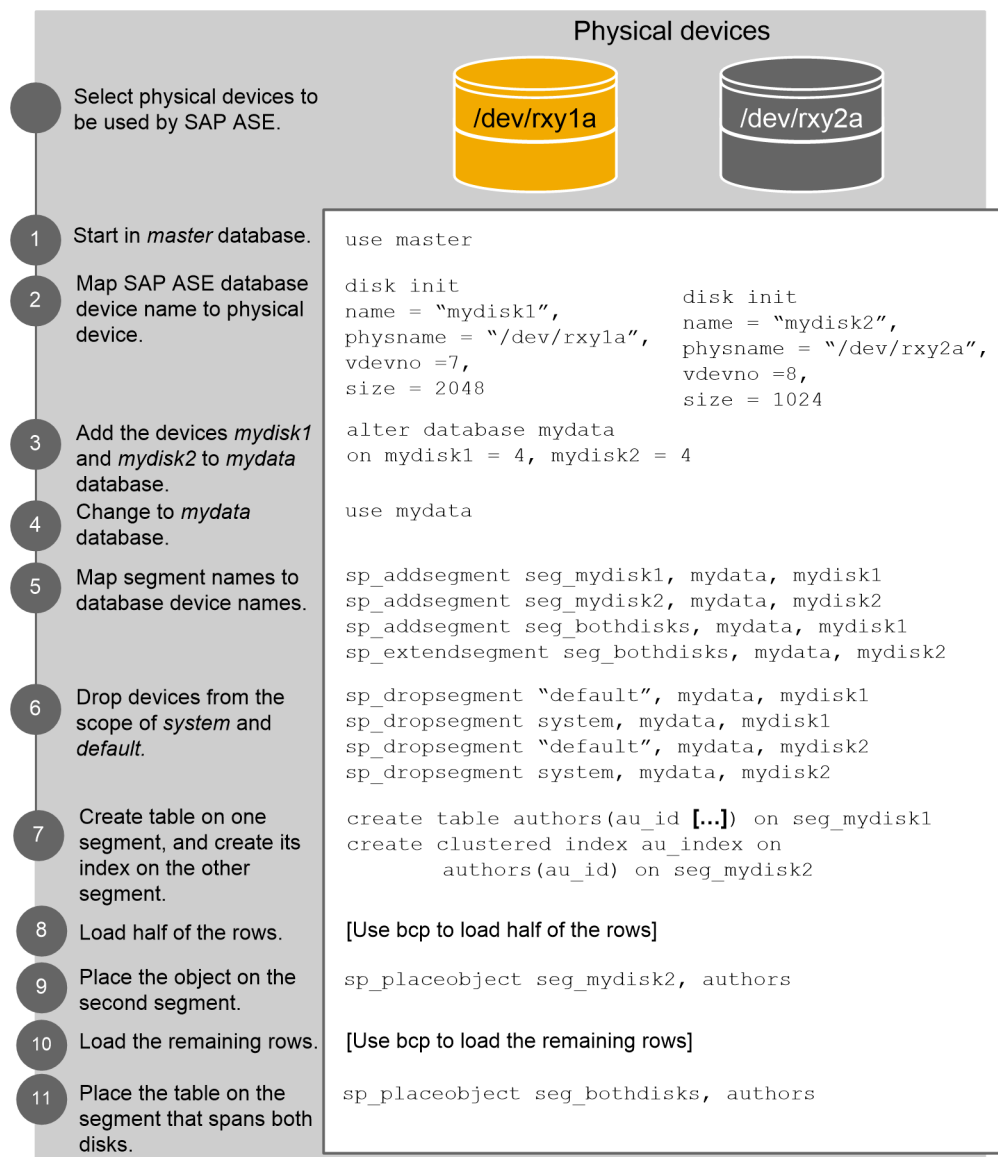 Physical devices
/dev/rxy1a
/dev/rxy2a
Select physical devices to
be used by SAP ASE.
1
Start in master database.
use master
2
Map SAP ASE database
device name to physical
device.
disk init
name = “mydisk1”,
physname = “/dev/rxy1a”,
vdevno =7,
size = 2048
disk init
name = “mydisk2”,
physname = “/dev/rxy2a”,
vdevno =8,
size = 1024
3
Add the devices mydisk1
and mydisk2 to mydata
database.
alter database mydata
on mydisk1 = 4, mydisk2 = 4
4
Change to mydata
database.
use mydata
5
Map segment names to
database device names.
sp_addsegment seg_mydisk1, mydata, mydisk1
sp_addsegment seg_mydisk2, mydata, mydisk2
sp_addsegment seg_bothdisks, mydata, mydisk1
sp_extendsegment seg_bothdisks, mydata, mydisk2
6
Drop devices from the
scope of system and
default.
sp_dropsegment “default”, mydata, mydisk1
sp_dropsegment system, mydata, mydisk1
sp_dropsegment “default”, mydata, mydisk2
sp_dropsegment system, mydata, mydisk2
7
Create table on one
segment, and create its
index on the other
segment.
create table authors(au_id [...]) on seg_mydisk1
create clustered index au_index on
authors(au_id) on seg_mydisk2
8
Load half of the rows.
[Use bcp to load half of the rows]
9
Place the object on the
second segment.
sp_placeobject seg_mydisk2, authors
10
Load the remaining rows.
[Use bcp to load the remaining rows]
11
Place the table on the
segment that spans both
disks.
sp_placeobject seg_bothdisks, authors